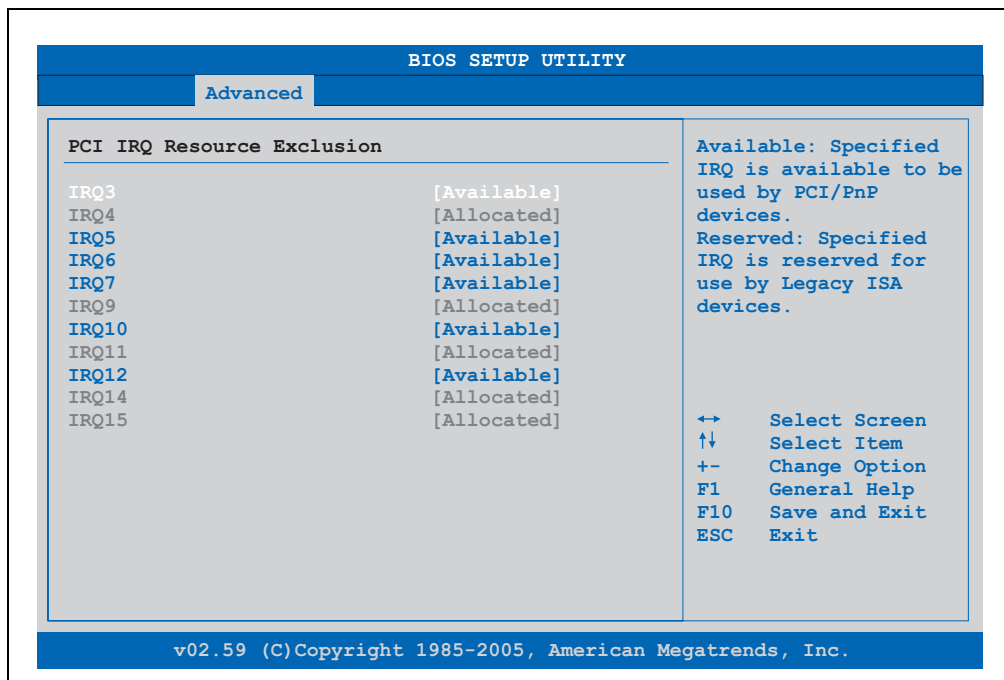 BIOS SETUP UTILITY
Advanced
PCI IRQ Resource Exclusion
IRQ3 [Available]
IRQ4 [Allocated]
IRQ5 [Available]
IRQ6 [Available]
IRQ7 [Available]
IRQ9 [Allocated]
IRQ10 [Available]
IRQ11 [Allocated]
IRQ12 [Available]
IRQ14 [Allocated]
IRQ15 [Allocated]
Available: Specified
IRQ is available to be
used by PCI/PnP
devices.
Reserved: Specified
IRQ is reserved for
use by Legacy ISA
devices.
↔ Select Screen
↑↓ Select Item
+- Change Option
F1 General Help
F10 Save and Exit
ESC Exit
v02.59 (C)Copyright 1985-2005, American Megatrends, Inc.